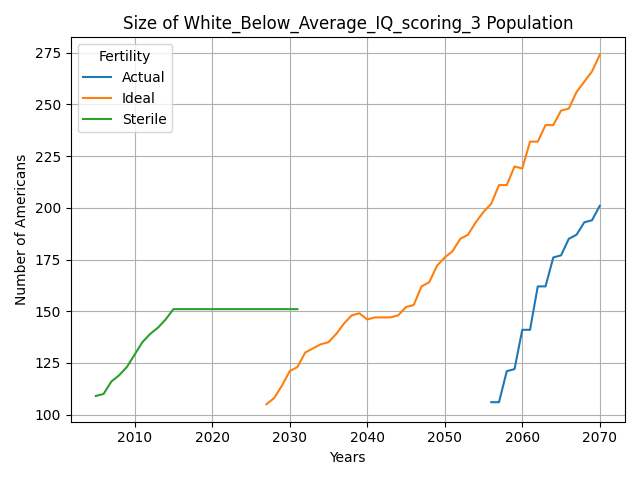 Size of White_Below_Average_IQ_scoring_3 Population
Fertility
Actual
Ideal
Sterile
Number of Americans
275
250
225
200
175
150
125
100
2010 2020 2030 2040 2050 2060 2070
Years